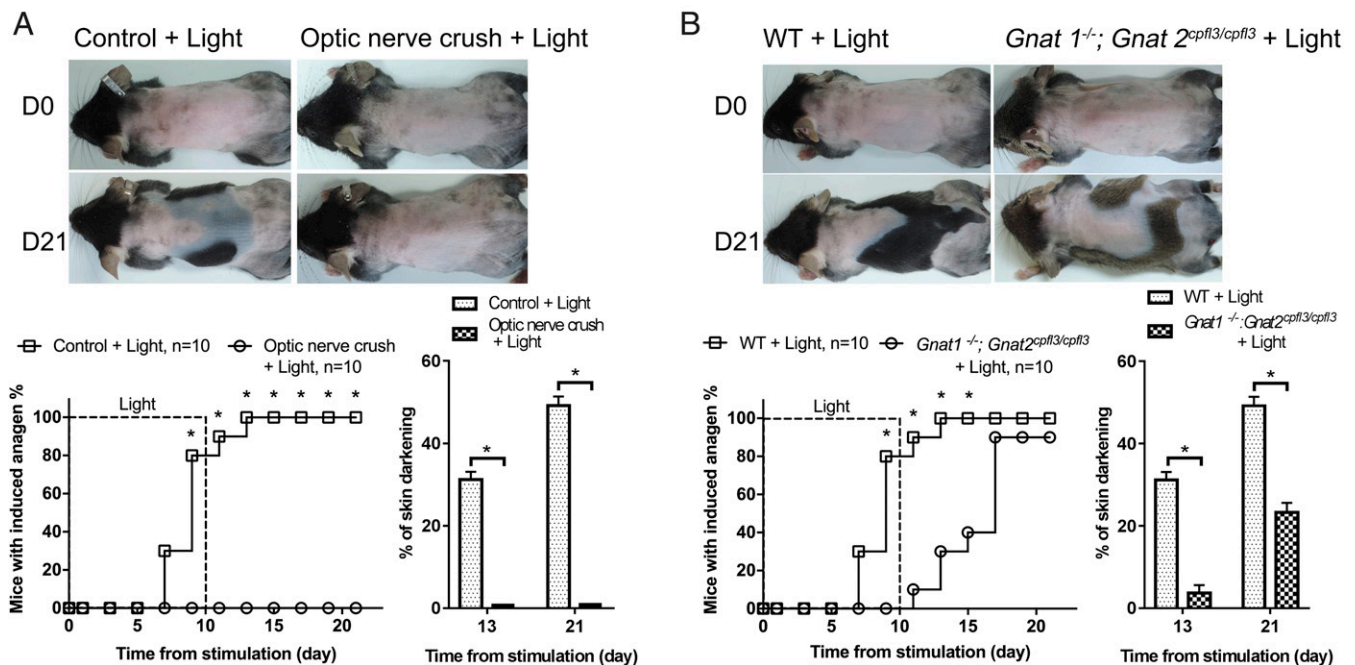 A
Control + Light
Optic nerve crush + Light
D0
D21
Control + Light
Optic nerve crush
+ Light
Control + Light, n=10
Optic nerve crush
+ Light, n=10
Mice with induced anagen %
100
80
60
40
20
0
Light
* * * * * * *
0 5 10 15 20
Time from stimulation (day)
% of skin darkening
60
40
20
0
*
*
13 21
Time from stimulation (day)
B
WT + Light
Gnat 1-/-; Gnat 2cpfl3/cpfl3 + Light
D0
D21
WT + Light
Gnat1 -/-;Gnat2cpfl3/cpfl3
+ Light
WT + Light, n=10
Gnat1 -/-; Gnat2cpfl3/cpfl3
+ Light, n=10
Mice with induced anagen %
100
80
60
40
20
0
Light
* * * *
0 5 10 15 20
Time from stimulation (day)
% of skin darkening
60
40
20
0
*
*
13 21
Time from stimulation (day)